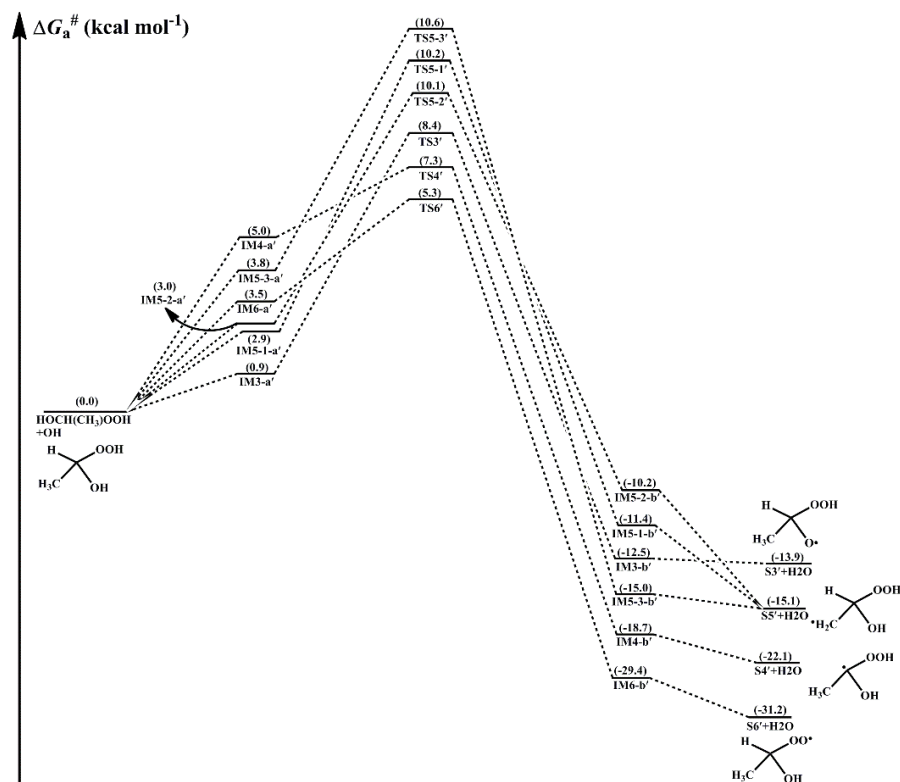 ΔGa# (kcal mol-1)
(10.6)
TS5-3′
(10.2)
TS5-1′
(10.1)
TS5-2′
(8.4)
TS3′
(7.3)
TS4′
(5.3)
TS6′
(5.0)
IM4-a′
(3.8)
IM5-3-a′
(3.5)
IM6-a′
(3.0)
IM5-2-a′
(2.9)
IM5-1-a′
(0.9)
IM3-a′
(0.0)
HOCH(CH3)OOH
+OH
H
OOH
H3C
OH
(-10.2)
IM5-2-b′
(-11.4)
IM5-1-b′
(-12.5)
IM3-b′
(-15.0)
IM5-3-b′
(-18.7)
IM4-b′
(-29.4)
IM6-b′
H
OOH
H3C
O•
(-13.9)
S3′+H2O
(-15.1)
S5′+H2O
H
OOH
•H2C
OH
(-22.1)
S4′+H2O
•
OOH
H3C
OH
(-31.2)
S6′+H2O
H
OO•
H3C
OH